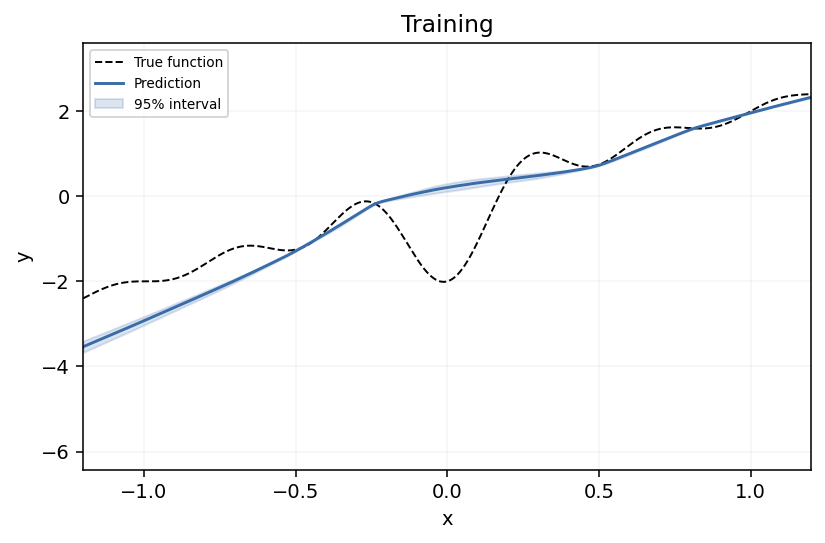 Training
True function
Prediction
95% interval
y
2
0
−2
−4
−6
−1.0 −0.5 0.0 0.5 1.0
x